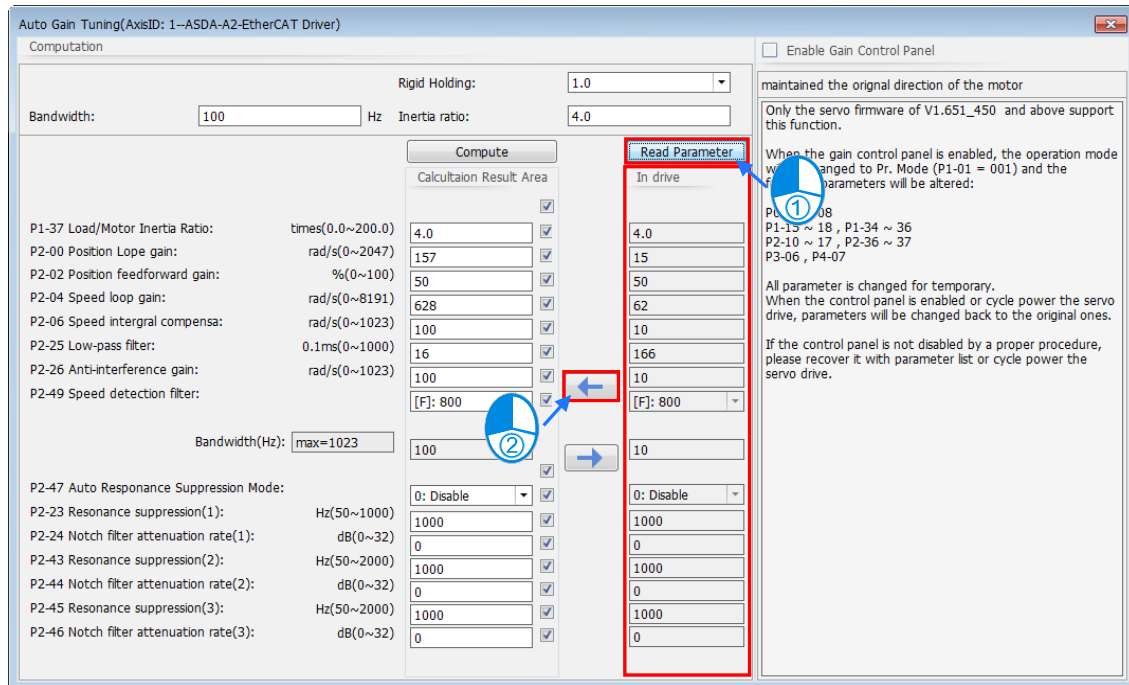 Auto Gain Tuning(AxisID: 1--ASDA-A2-EtherCAT Driver)
Computation
Rigid Holding: 1.0
Bandwidth: 100 Hz Inertia ratio: 4.0
Compute Read Parameter
Calcultaion Result Area In drive
P1-37 Load/Motor Inertia Ratio: times(0.0~200.0) 4.0 4.0
P2-00 Position Lope gain: rad/s(0~2047) 157 15
P2-02 Position feedforward gain: %(0~100) 50 50
P2-04 Speed loop gain: rad/s(0~8191) 628 62
P2-06 Speed intergral compensa: rad/s(0~1023) 100 10
P2-25 Low-pass filter: 0.1ms(0~1000) 16 166
P2-26 Anti-interference gain: rad/s(0~1023) 100 10
P2-49 Speed detection filter: [F]: 800 [F]: 800
Bandwidth(Hz): max=1023 100 10
P2-47 Auto Responance Suppression Mode: 0: Disable 0: Disable
P2-23 Resonance suppression(1): Hz(50~1000) 1000 1000
P2-24 Notch filter attenuation rate(1): dB(0~32) 0 0
P2-43 Resonance suppression(2): Hz(50~2000) 1000 1000
P2-44 Notch filter attenuation rate(2): dB(0~32) 0 0
P2-45 Resonance suppression(3): Hz(50~2000) 1000 1000
P2-46 Notch filter attenuation rate(3): dB(0~32) 0 0
①
②
Enable Gain Control Panel
maintained the orignal direction of the motor
Only the servo firmware of V1.651_450 and above support
this function.
When the gain control panel is enabled, the operation mode
anged to Pr. Mode (P1-01 = 001) and the
parameters will be altered:
08
P1-15 ~ 18 , P1-34 ~ 36
P2-10 ~ 17 , P2-36 ~ 37
P3-06 , P4-07
All parameter is changed for temporary.
When the control panel is enabled or cycle power the servo
drive, parameters will be changed back to the original ones.
If the control panel is not disabled by a proper procedure,
please recover it with parameter list or cycle power the
servo drive.